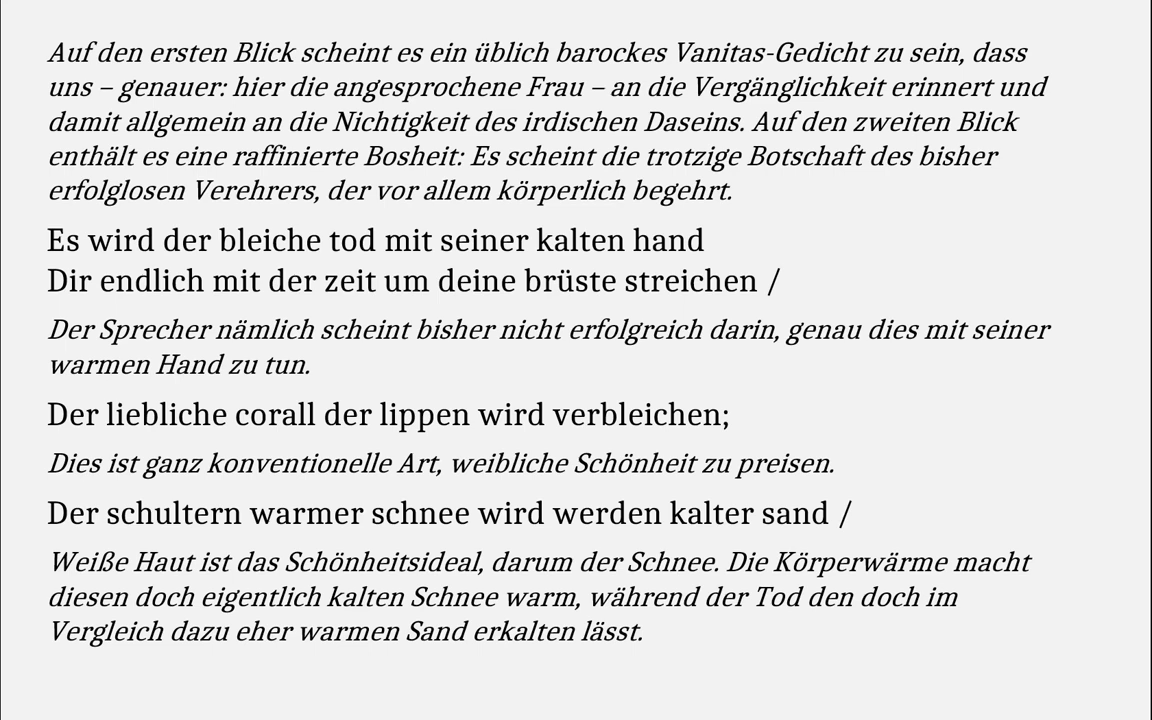 Auf den ersten Blick scheint es ein üblich barockes Vanitas-Gedicht zu sein, dass
uns – genauer: hier die angesprochene Frau – an die Vergänglichkeit erinnert und
damit allgemein an die Nichtigkeit des irdischen Daseins. Auf den zweiten Blick
enthält es eine raffinierte Bosheit: Es scheint die trotzige Botschaft des bisher
erfolglosen Verehrers, der vor allem körperlich begehrt.
Es wird der bleiche tod mit seiner kalten hand
Dir endlich mit der zeit um deine brüste streichen /
Der Sprecher nämlich scheint bisher nicht erfolgreich darin, genau dies mit seiner
warmen Hand zu tun.
Der liebliche corall der lippen wird verbleichen;
Dies ist ganz konventionelle Art, weibliche Schönheit zu preisen.
Der schultern warmer schnee wird werden kalter sand /
Weiße Haut ist das Schönheitsideal, darum der Schnee. Die Körperwärme macht
diesen doch eigentlich kalten Schnee warm, während der Tod den doch im
Vergleich dazu eher warmen Sand erkalten lässt.